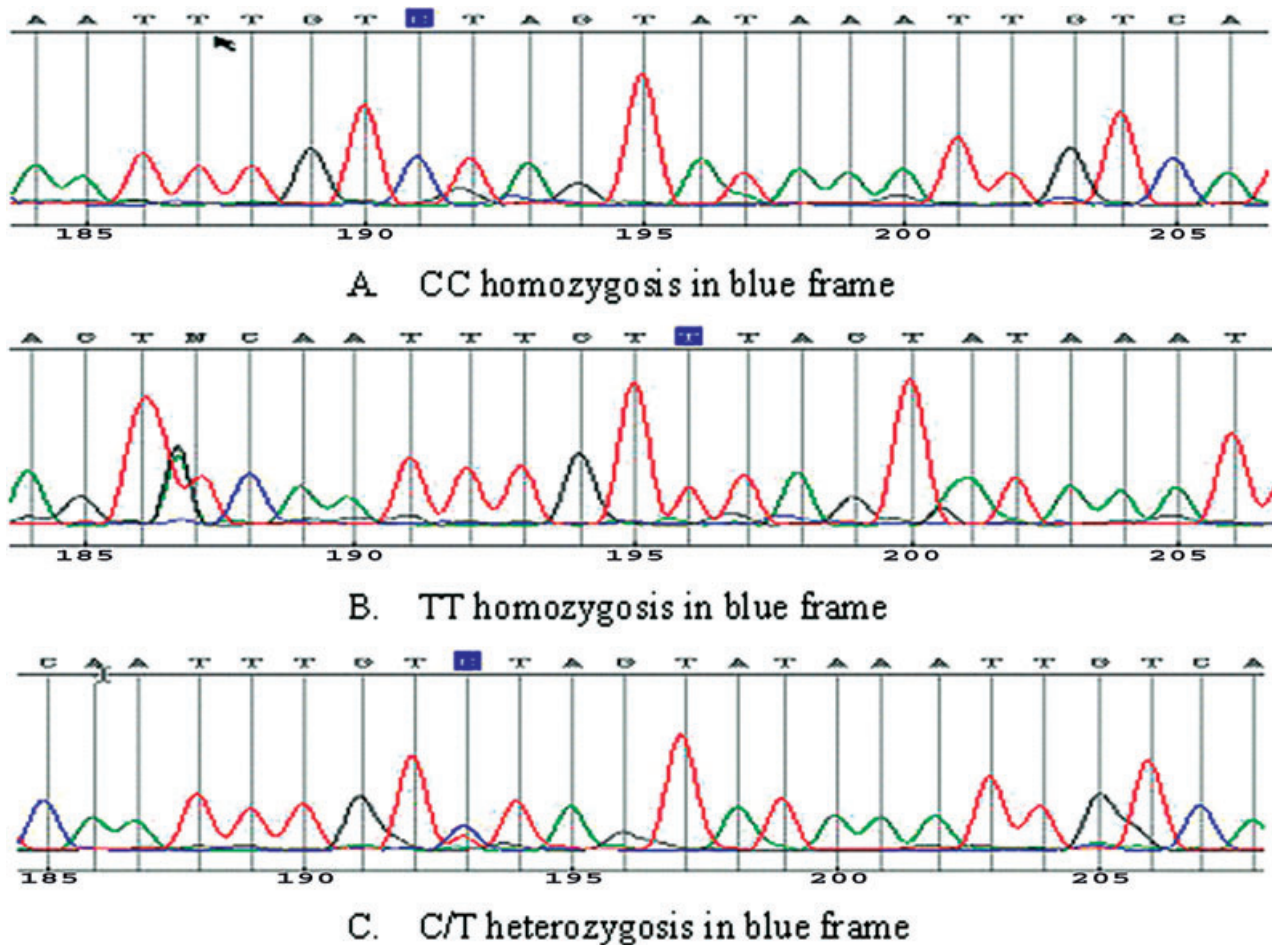 A A T T T G T C T A G T A T A A A T T G T C A
185 190 195 200 205
A. CC homozygosis in blue frame
A G T N C A A T T T G T T T A G T A T A A A T
185 190 195 200 205
B. TT homozygosis in blue frame
C A A T T T G T C T A G T A T A A A T T G T C A
185 190 195 200 205
C. C/T heterozygosis in blue frame